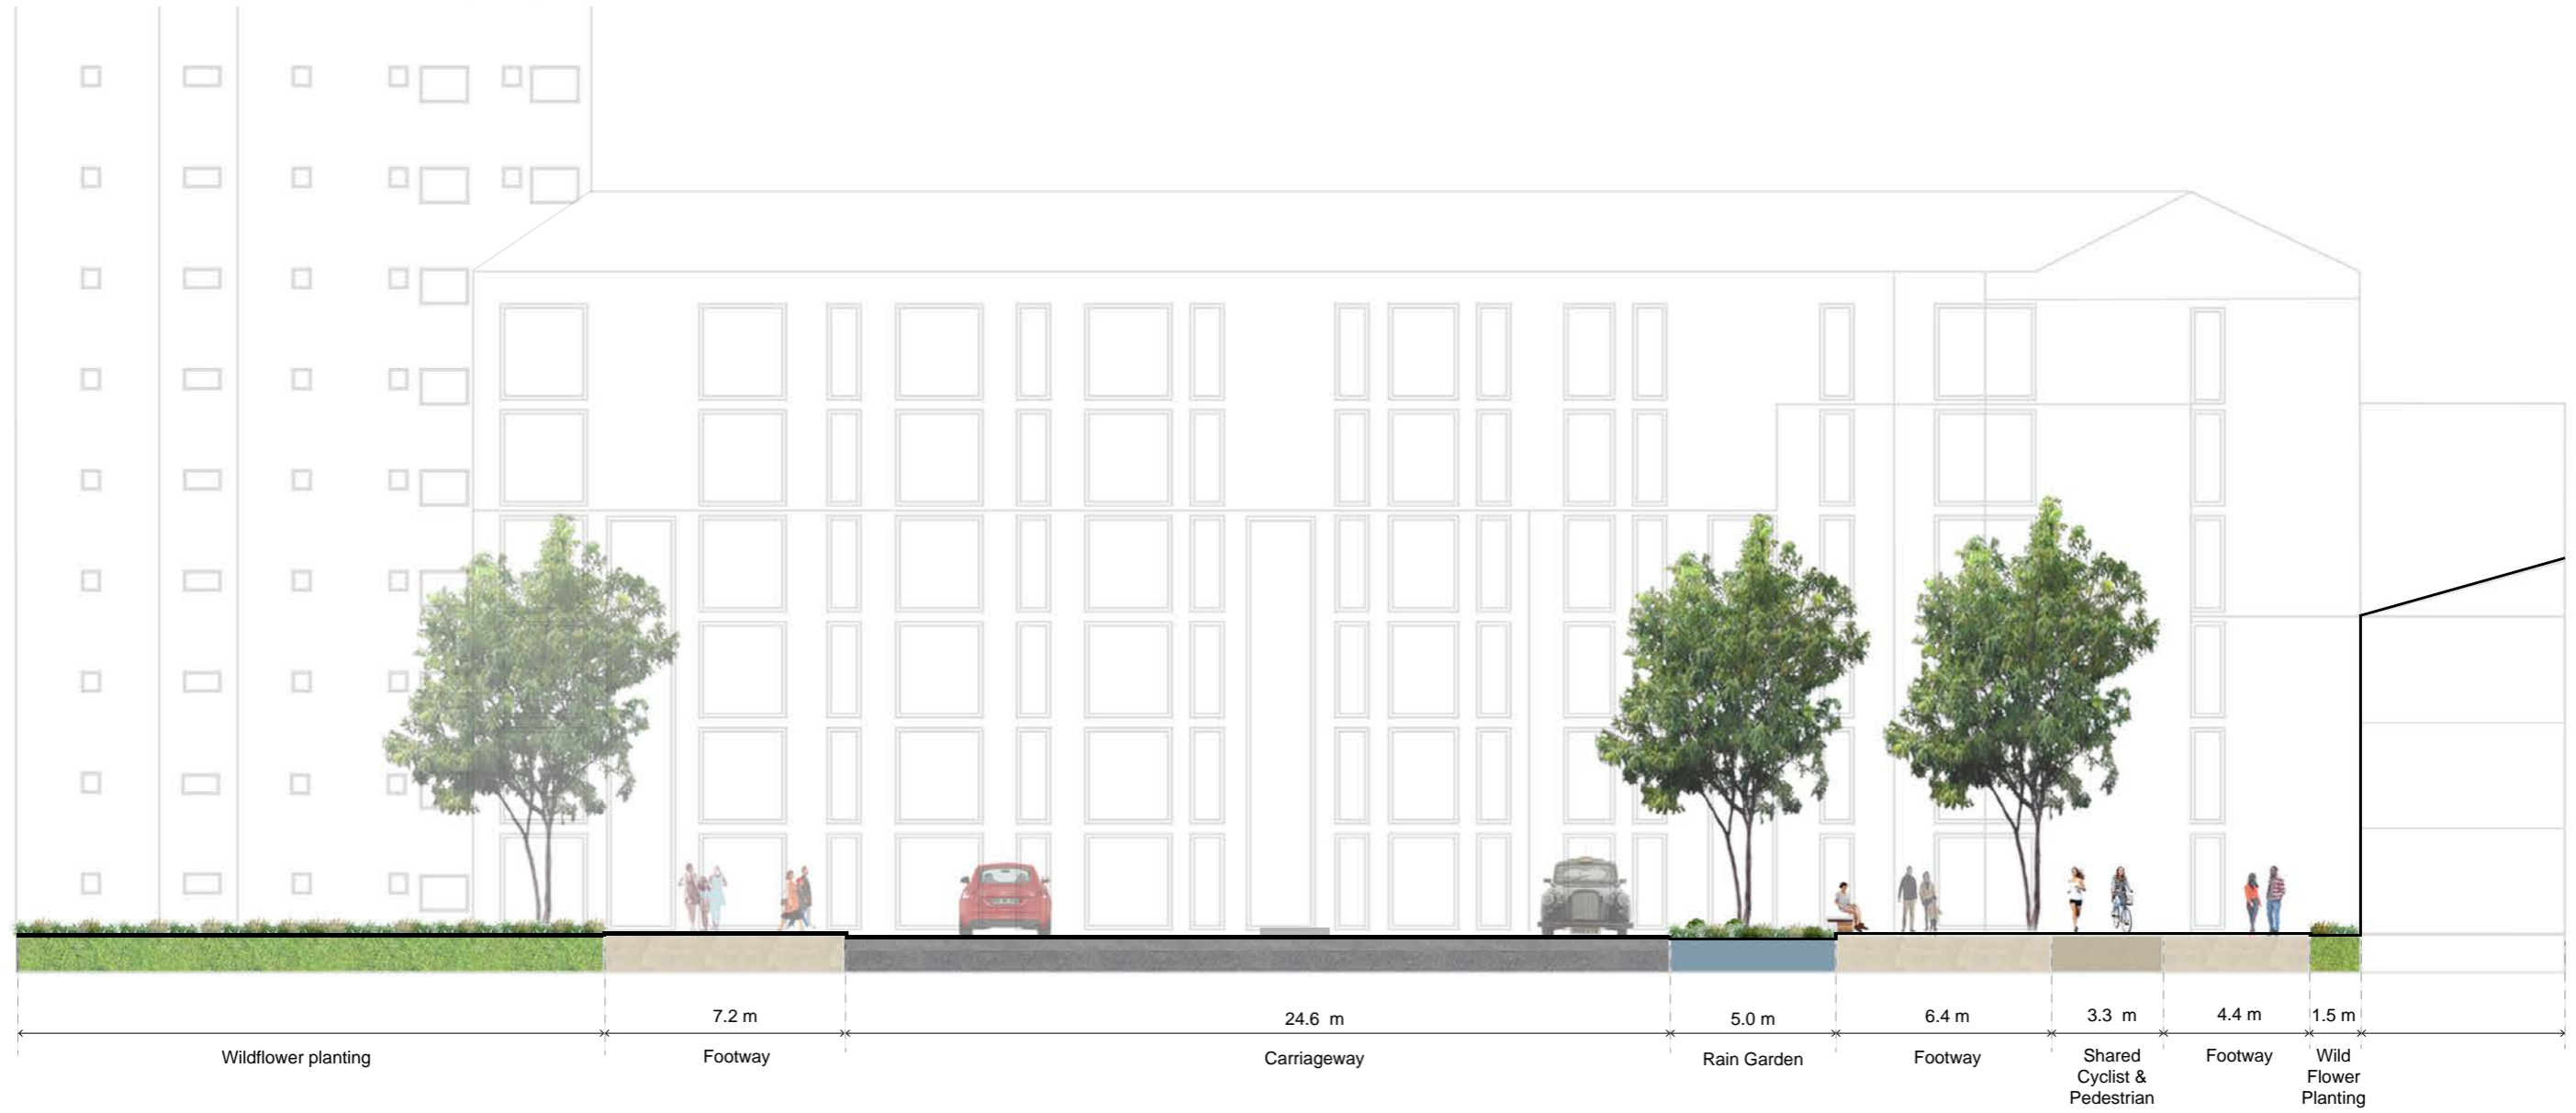 7.2 m
24.6 m
5.0 m
6.4 m
3.3 m
4.4 m
1.5 m
Wildflower planting
Footway
Carriageway
Rain Garden
Footway
Shared
Cyclist &
Pedestrian
Footway
Wild
Flower
Planting